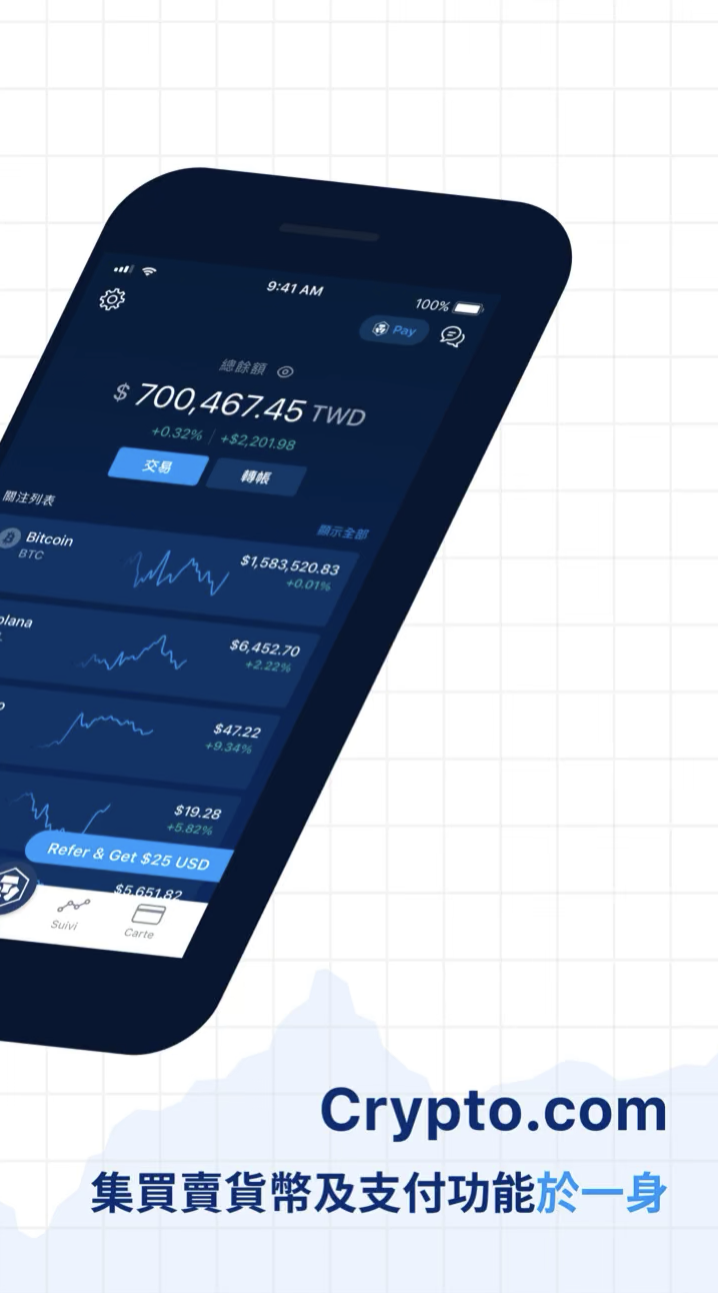 9:41 AM
100%
Pay
總餘額
$ 700,467.45 TWD
+0.32% | +$2,201.98
交易
轉帳
關注列表
顯示全部
Bitcoin
BTC
$1,583,520.83
+0.01%
olana
$6,452.70
+2.22%
$47.22
+9.34%
$19.28
+5.82%
Refer & Get $25 USD
$5,651.82
Suivi
Carte
Crypto.com
集買賣貨幣及支付功能於一身